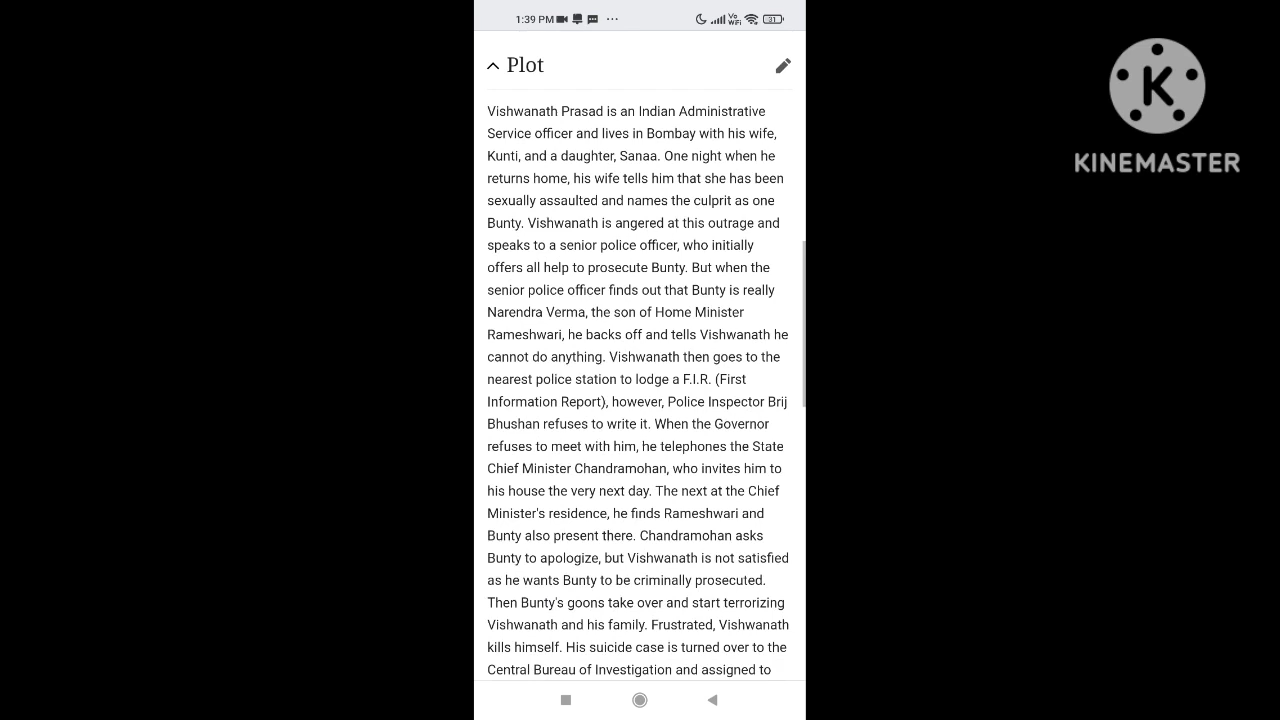 1:39 PM
Vo
WiFi
31
Plot
Vishwanath Prasad is an Indian Administrative
Service officer and lives in Bombay with his wife,
Kunti, and a daughter, Sanaa. One night when he
returns home, his wife tells him that she has been
sexually assaulted and names the culprit as one
Bunty. Vishwanath is angered at this outrage and
speaks to a senior police officer, who initially
offers all help to prosecute Bunty. But when the
senior police officer finds out that Bunty is really
Narendra Verma, the son of Home Minister
Rameshwari, he backs off and tells Vishwanath he
cannot do anything. Vishwanath then goes to the
nearest police station to lodge a F.I.R. (First
Information Report), however, Police Inspector Brij
Bhushan refuses to write it. When the Governor
refuses to meet with him, he telephones the State
Chief Minister Chandramohan, who invites him to
his house the very next day. The next at the Chief
Minister's residence, he finds Rameshwari and
Bunty also present there. Chandramohan asks
Bunty to apologize, but Vishwanath is not satisfied
as he wants Bunty to be criminally prosecuted.
Then Bunty's goons take over and start terrorizing
Vishwanath and his family. Frustrated, Vishwanath
kills himself. His suicide case is turned over to the
Central Bureau of Investigation and assigned to
K
KINEMASTER